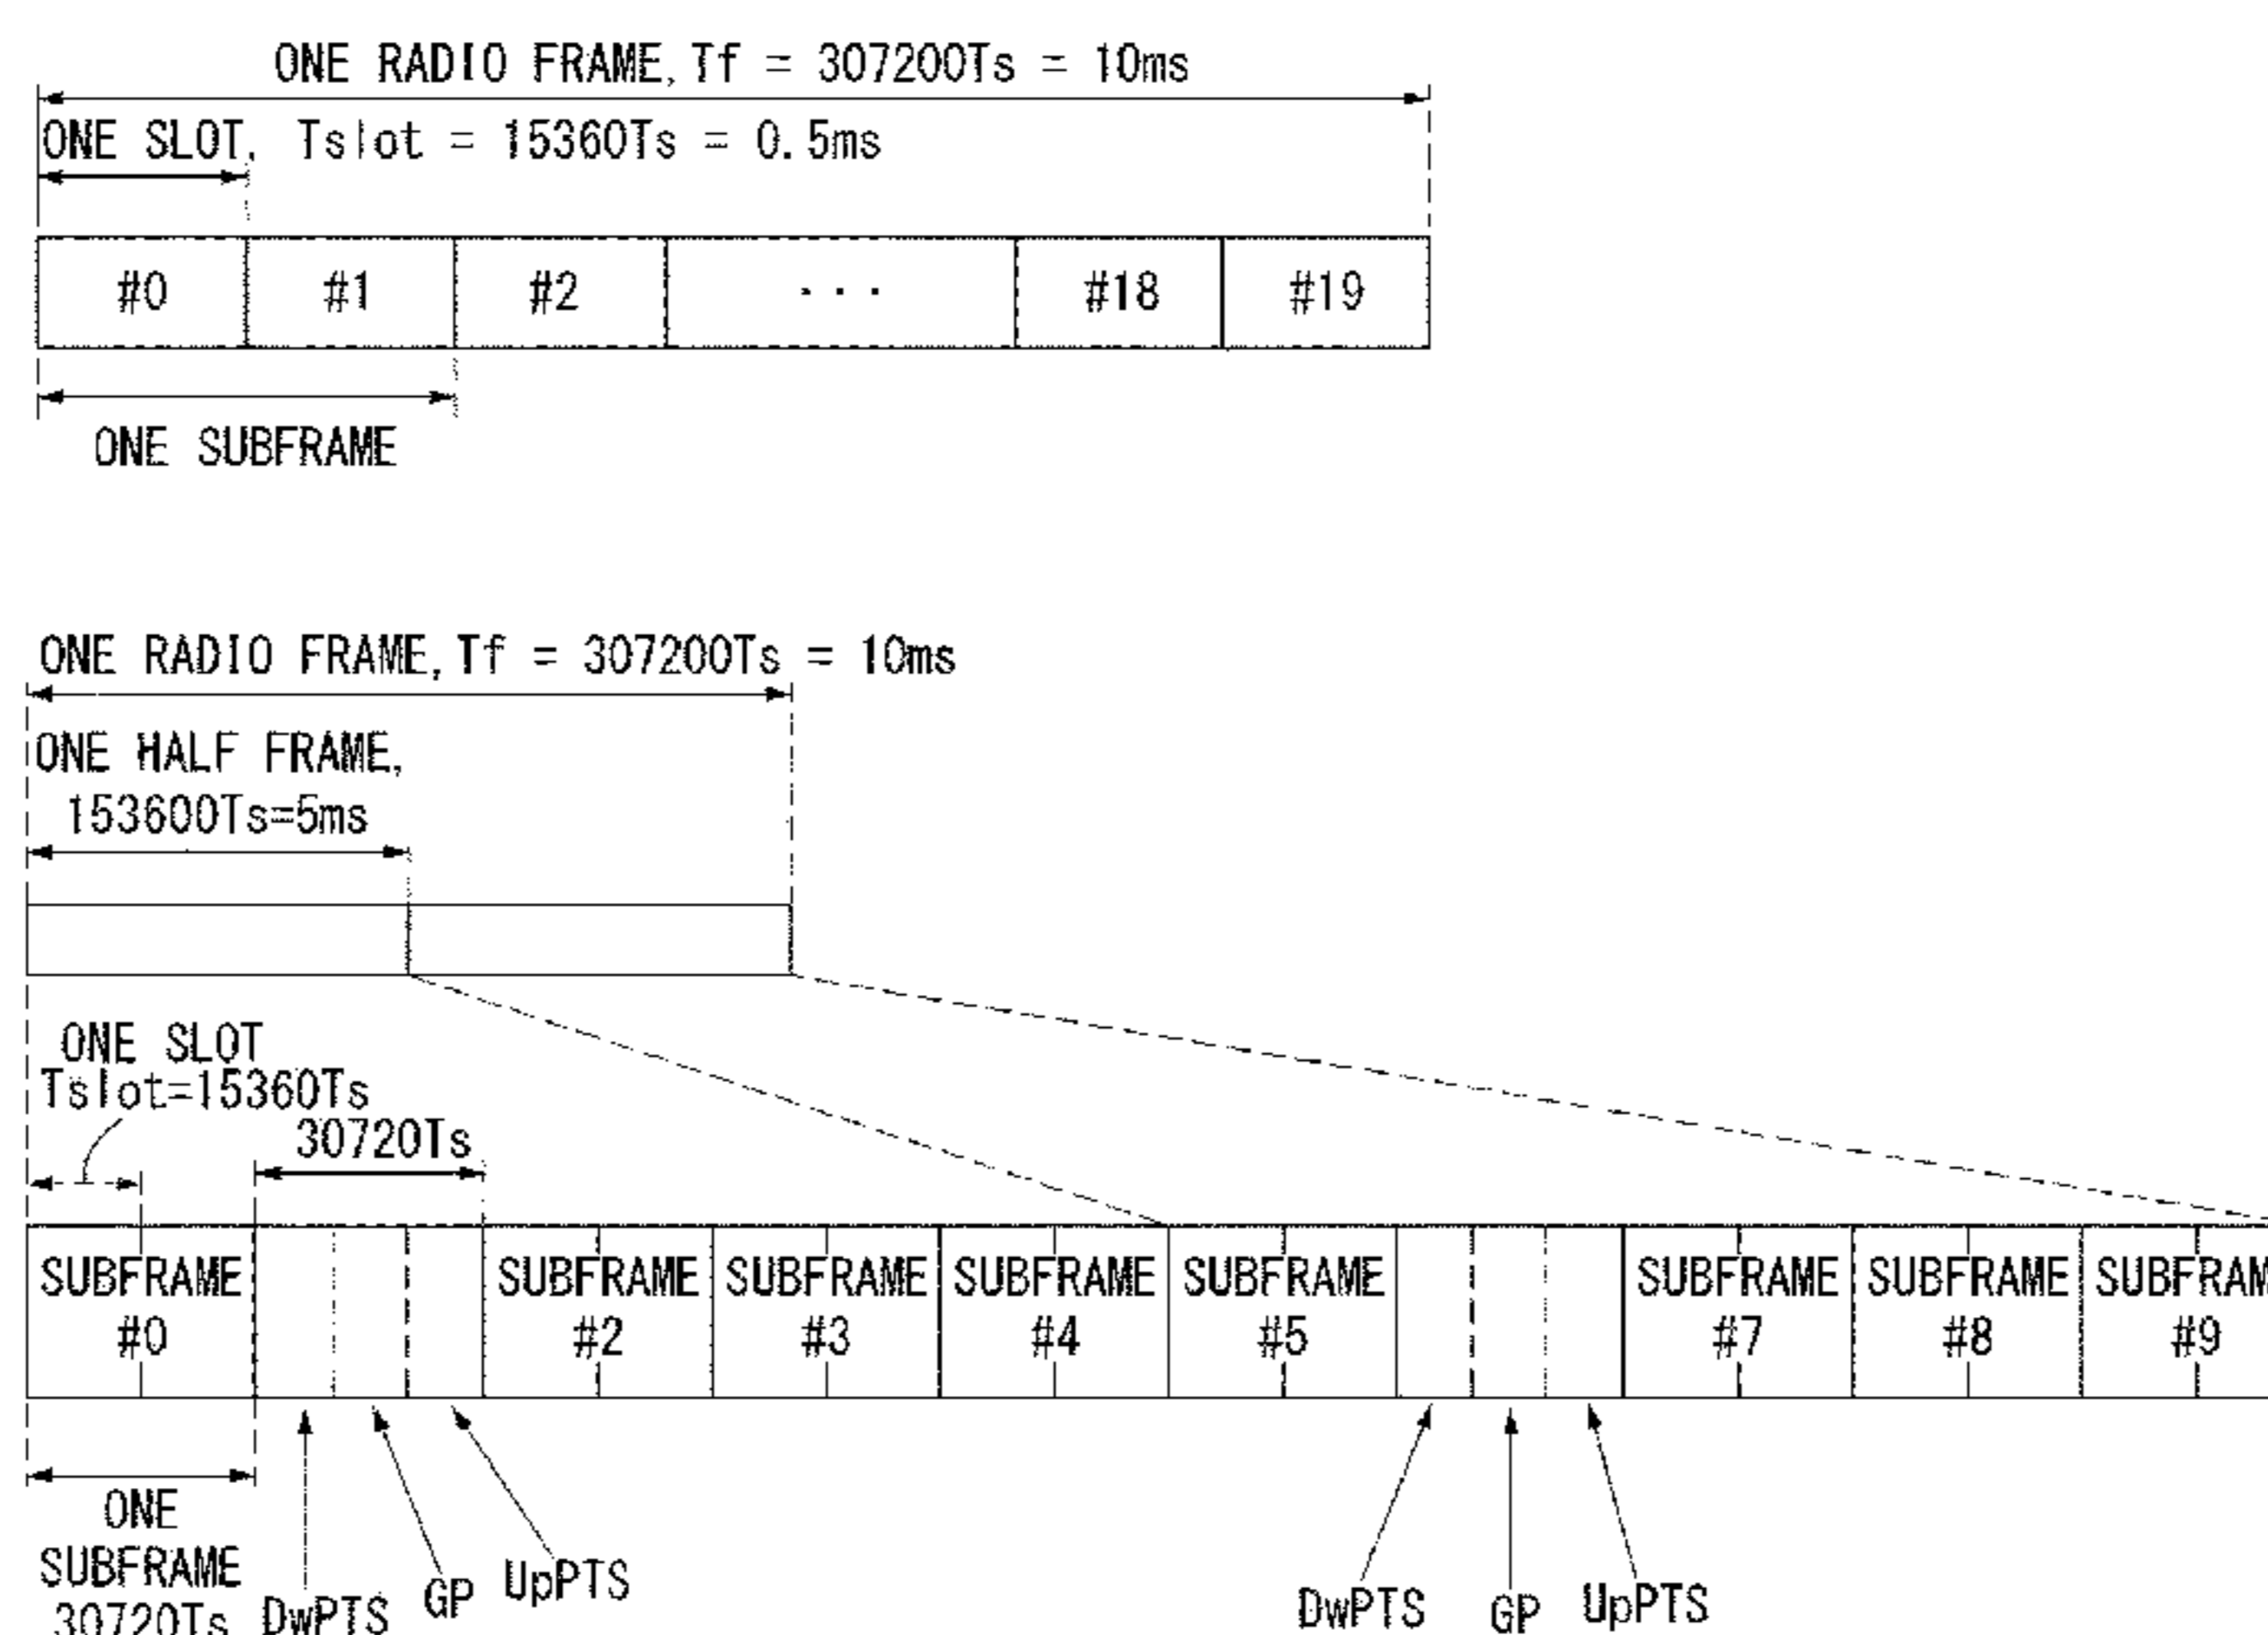 ONE RADIO FRAME, Tf = 307200Ts = 10ms
ONE SLOT, Tslot = 15360Ts = 0.5ms
#0 #1 #2 ... #18 #19
ONE SUBFRAME
ONE RADIO FRAME, Tf = 307200Ts = 10ms
ONE HALF FRAME,
153600Ts=5ms
ONE SLOT
Tslot=15360Ts
30720Ts
SUBFRAME SUBFRAME SUBFRAME SUBFRAME SUBFRAME SUBFRAME SUBFRAME SUBFRAM
#0 #2 #3 #4 #5 #7 #8 #9
ONE
SUBFRAME
30720Ts
DwPTS GP UpPTS
DwPTS GP UpPTS